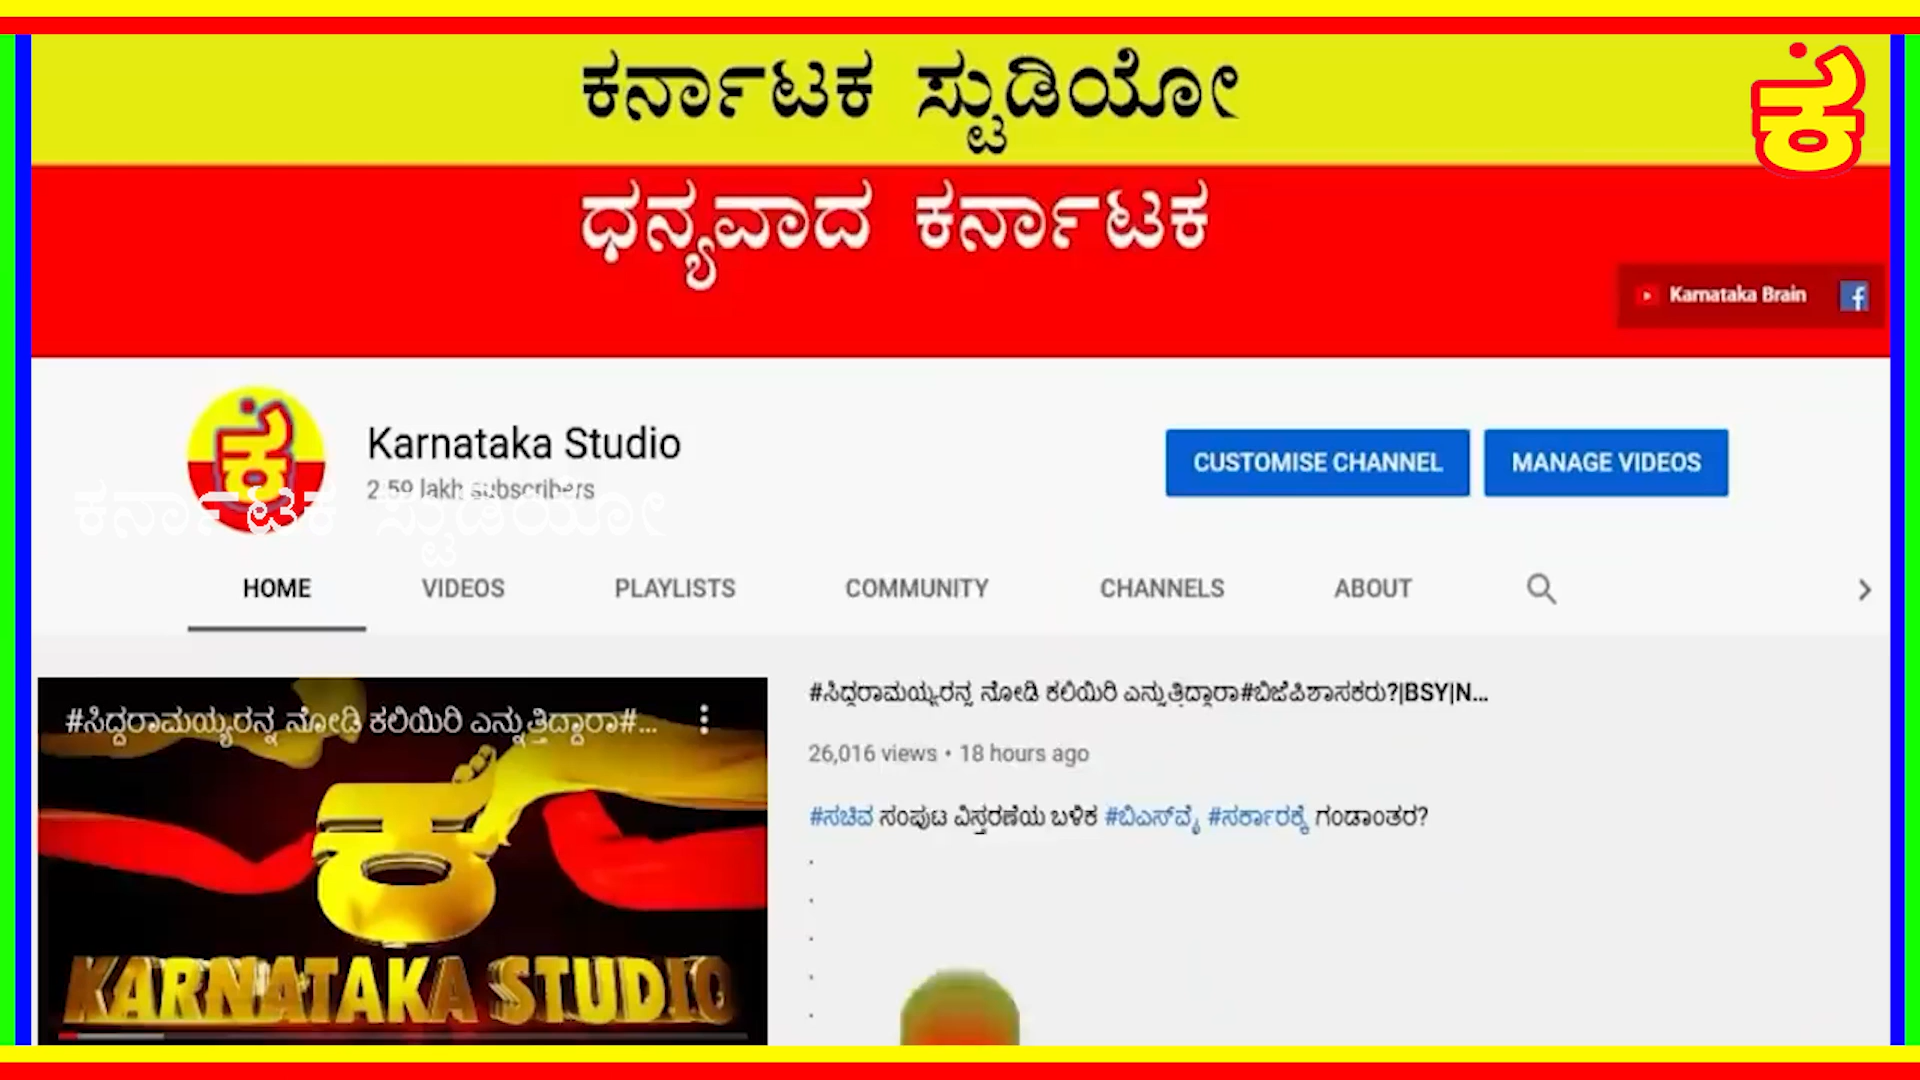 ಕರ್ನಾಟಕ ಸ್ಟುಡಿಯೋ
ಕ
ಧನ್ಯವಾದ ಕರ್ನಾಟಕ
Karnataka Brain
Karnataka Studio
2.59 lakh subscribers
CUSTOMISE CHANNEL
MANAGE VIDEOS
ಕರ್ನಾಟಕ ಸ್ಟುಡಿಯೋ
HOME VIDEOS PLAYLISTS COMMUNITY CHANNELS ABOUT
#ಸಿದ್ದರಾಮಯ್ಯರನ್ನ ನೋಡಿ ಕಲಿಯಿರಿ ಎನ್ನುತ್ತಿದ್ದಾರಾ#...
KARNATAKA STUDIO
#ಸಿದ್ದರಾಮಯ್ಯರನ್ನ ನೋಡಿ ಕಲಿಯಿರಿ ಎನ್ನುತ್ತಿದ್ದಾರಾ#ಬಿಜೆಪಿಶಾಸಕರು?|BSY|N...
26,016 views • 18 hours ago
#ಸಚಿವ ಸಂಪುಟ ವಿಸ್ತರಣೆಯ ಬಳಿಕ #ಬಿಎಸ್‌ವೈ #ಸರ್ಕಾರಕ್ಕೆ ಗಂಡಾಂತರ?